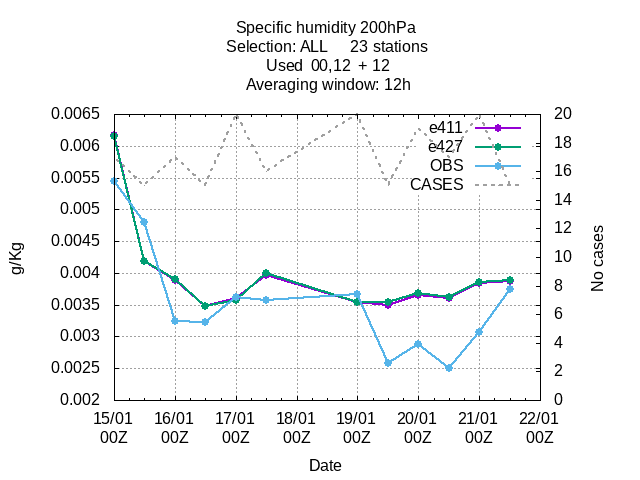 Specific humidity 200hPa
Selection: ALL     23 stations
Used  00,12  + 12
Averaging window: 12h
e411
e427
OBS
CASES
g/Kg
0.0065
0.006
0.0055
0.005
0.0045
0.004
0.0035
0.003
0.0025
0.002
20
18
16
14
12
10
8
6
4
2
0
No cases
15/01 16/01 17/01 18/01 19/01 20/01 21/01 22/01
00Z 00Z 00Z 00Z 00Z 00Z 00Z 00Z
Date